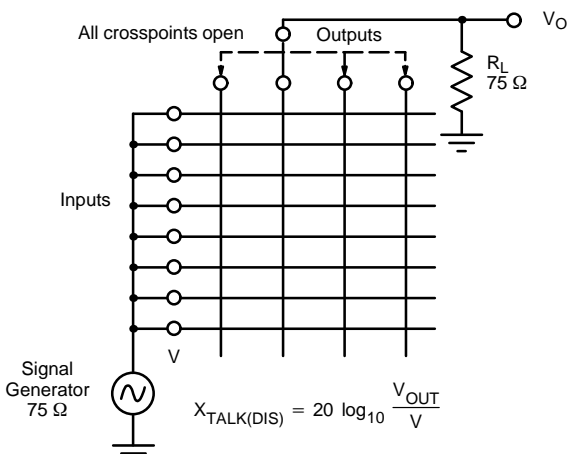 All crosspoints open
Outputs
V_O
R_L
75 Ω
Inputs
V
Signal
Generator
75 Ω
X_TALK(DIS) = 20 log_10 V_OUT / V